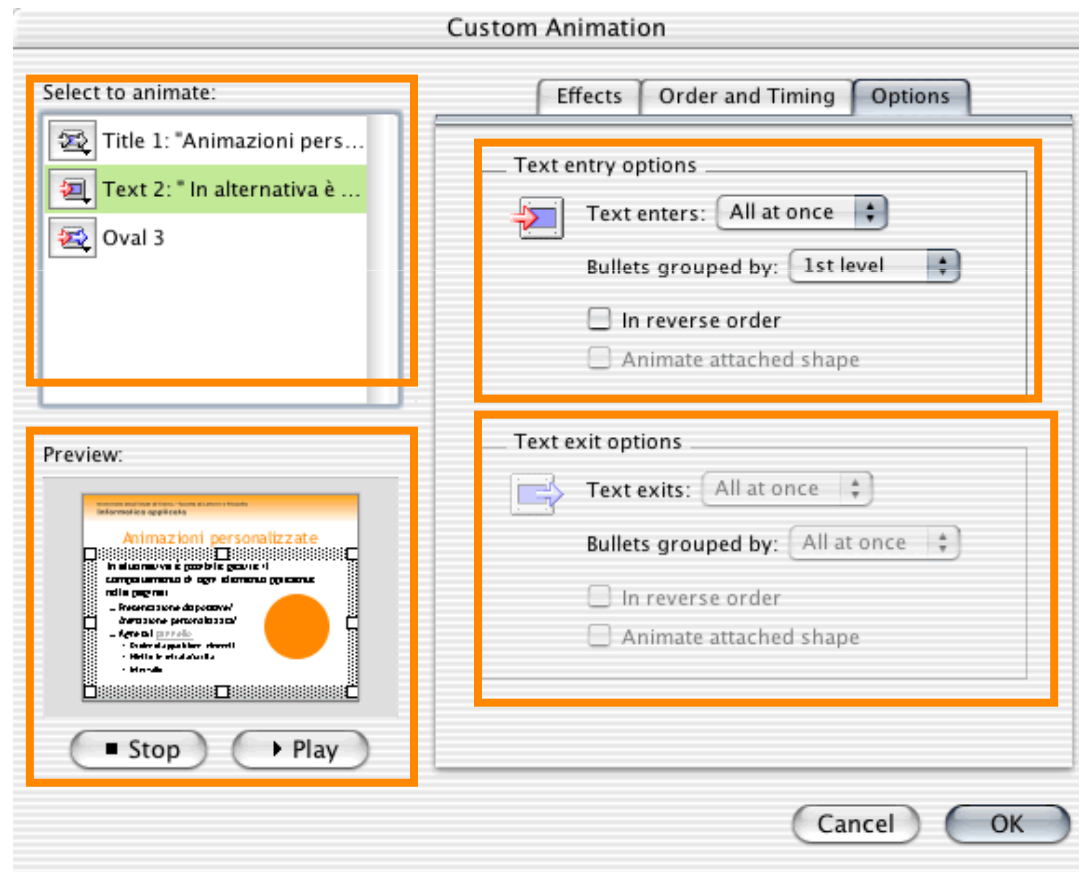 Custom Animation
Select to animate:
Title 1: "Animazioni pers...
Text 2: " In alternativa è ...
Oval 3
Effects
Order and Timing
Options
Text entry options
Text enters: All at once
Bullets grouped by: 1st level
In reverse order
Animate attached shape
Text exit options
Text exits: All at once
Bullets grouped by: All at once
In reverse order
Animate attached shape
Preview:
Informatica applicata
Animazioni personalizzate
Stop
Play
Cancel
OK